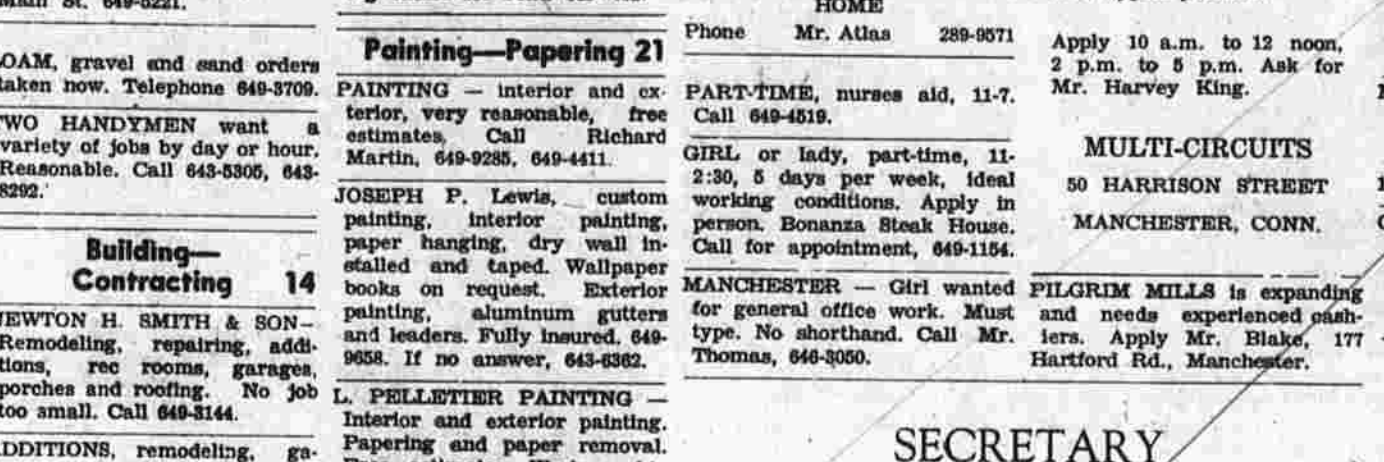 Main St. 649-5221.
OAM, gravel and sand orders
taken now. Telephone 649-3709.
TWO HANDYMEN want a
variety of jobs by day or hour.
Reasonable. Call 643-5305, 643-
8292.
Building—
Contracting 14
NEWTON H. SMITH & SON—
Remodeling, repairing, addi-
tions, rec rooms, garages,
porches and roofing. No job
too small. Call 649-3144.
ADDITIONS, remodeling, ga-
Painting—Papering 21
PAINTING — interior and ex-
terior, very reasonable, free
estimates. Call Richard
Martin, 649-9285, 649-4411.
JOSEPH P. Lewis, custom
painting, interior painting,
paper hanging, dry wall in-
stalled and taped. Wallpaper
books on request. Exterior
painting, aluminum gutters
and leaders. Fully insured. 649-
9658. If no answer, 643-6362.
L. PELLETIER PAINTING —
Interior and exterior painting.
Papering and paper removal.
HOME
Phone Mr. Atlas 289-9571
PART-TIME, nurses aid, 11-7.
Call 649-4519.
GIRL or lady, part-time, 11-
2:30, 5 days per week, ideal
working conditions. Apply in
person. Bonanza Steak House.
Call for appointment, 649-1154.
MANCHESTER — Girl wanted
for general office work. Must
type. No shorthand. Call Mr.
Thomas, 646-3050.
Apply 10 a.m. to 12 noon,
2 p.m. to 5 p.m. Ask for
Mr. Harvey King.
MULTI-CIRCUITS
50 HARRISON STREET
MANCHESTER, CONN.
PILGRIM MILLS is expanding
and needs experienced cash-
iers. Apply Mr. Blake, 177
Hartford Rd., Manchester.
SECRETARY